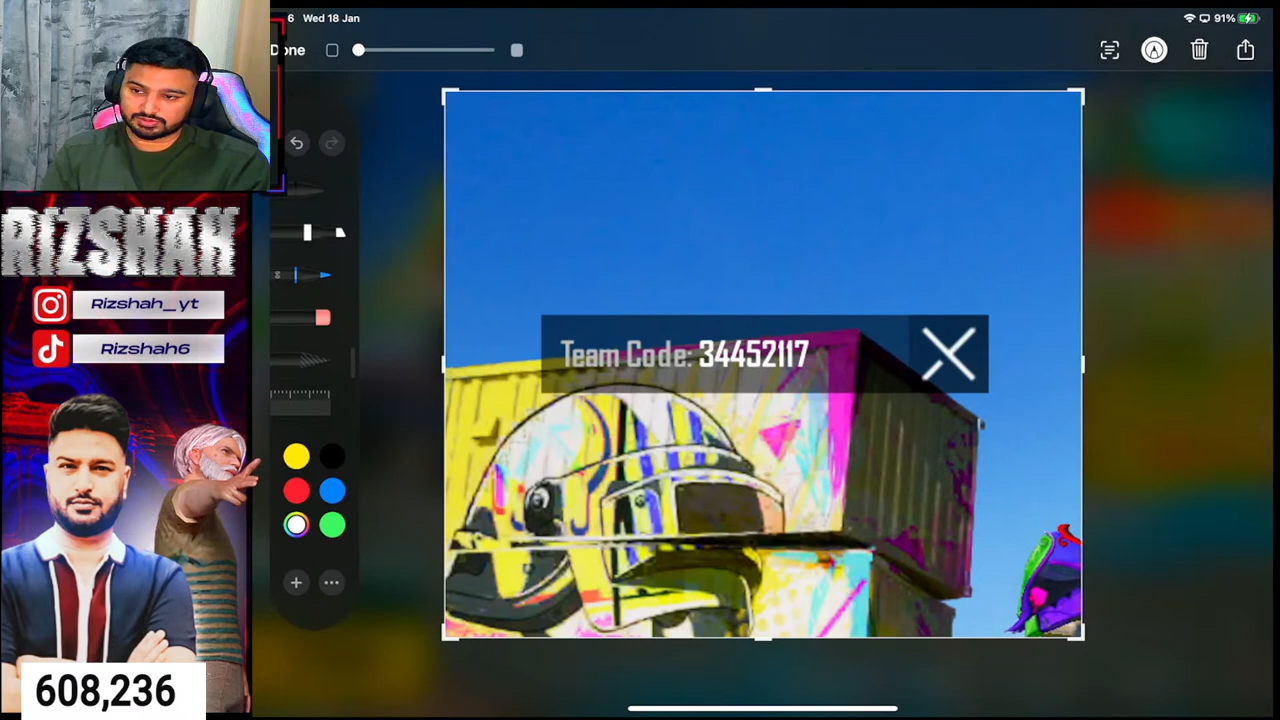 6 Wed 18 Jan
91%
Done
RIZSHAH
Rizshah_yt
Rizshah6
Team Code: 34452117
608,236